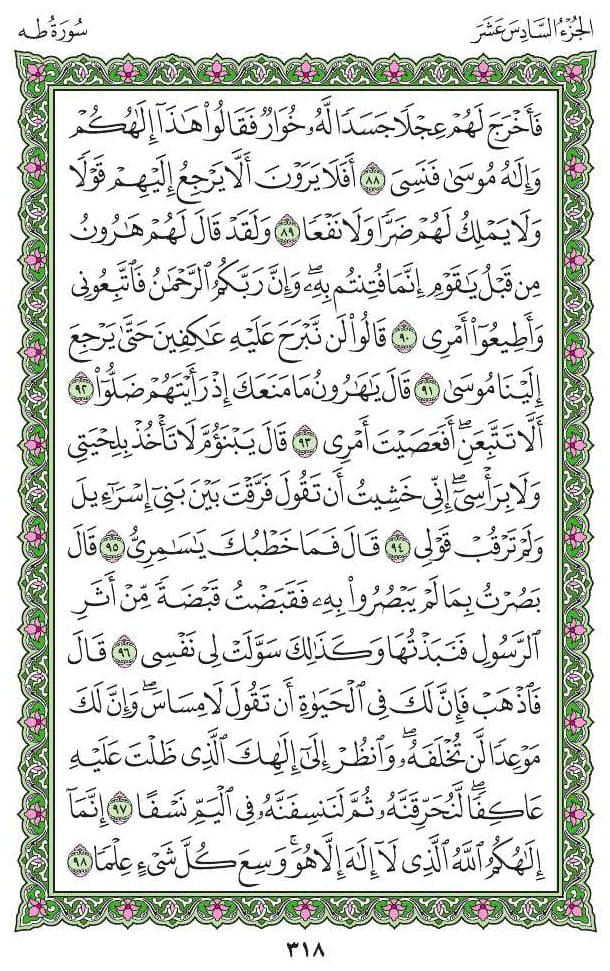 الجُزْءُ السَّادِسَ عَشَرَ
سُورَةُ طه
فَأَخْرَجَ لَهُمْ عِجْلًا جَسَدًا لَّهُۥ خُوَارٌ فَقَالُوا۟ هَٰذَآ إِلَٰهُكُمْ
وَإِلَٰهُ مُوسَىٰ فَنَسِىَ ٨٨ أَفَلَا يَرَوْنَ أَلَّا يَرْجِعُ إِلَيْهِمْ قَوْلًا
وَلَا يَمْلِكُ لَهُمْ ضَرًّا وَلَا نَفْعًا ٨٩ وَلَقَدْ قَالَ لَهُمْ هَٰرُونُ
مِن قَبْلُ يَٰقَوْمِ إِنَّمَا فُتِنتُم بِهِۦ ۖ وَإِنَّ رَبَّكُمُ ٱلرَّحْمَٰنُ فَٱتَّبِعُونِى
وَأَطِيعُوٓا۟ أَمْرِى ٩٠ قَالُوا۟ لَن نَّبْرَحَ عَلَيْهِ عَٰكِفِينَ حَتَّىٰ يَرْجِعَ
إِلَيْنَا مُوسَىٰ ٩١ قَالَ يَٰهَٰرُونُ مَا مَنَعَكَ إِذْ رَأَيْتَهُمْ ضَلُّوٓا۟ ٩٢
أَلَّا تَتَّبِعَنِ ۖ أَفَعَصَيْتَ أَمْرِى ٩٣ قَالَ يَبْنَؤُمَّ لَا تَأْخُذْ بِلِحْيَتِى
وَلَا بِرَأْسِىٓ ۖ إِنِّى خَشِيتُ أَن تَقُولَ فَرَّقْتَ بَيْنَ بَنِىٓ إِسْرَٰٓءِيلَ
وَلَمْ تَرْقُبْ قَوْلِى ٩٤ قَالَ فَمَا خَطْبُكَ يَٰسَٰمِرِىُّ ٩٥ قَالَ
بَصُرْتُ بِمَا لَمْ يَبْصُرُوا۟ بِهِۦ فَقَبَضْتُ قَبْضَةً مِّنْ أَثَرِ
ٱلرَّسُولِ فَنَبَذْتُهَا وَكَذَٰلِكَ سَوَّلَتْ لِى نَفْسِى ٩٦ قَالَ
فَٱذْهَبْ فَإِنَّ لَكَ فِى ٱلْحَيَوٰةِ أَن تَقُولَ لَا مِسَاسَ ۖ وَإِنَّ لَكَ
مَوْعِدًا لَّن تُخْلَفَهُۥ ۖ وَٱنظُرْ إِلَىٰٓ إِلَٰهِكَ ٱلَّذِى ظَلْتَ عَلَيْهِ
عَاكِفًا ۖ لَّنُحَرِّقَنَّهُۥ ثُمَّ لَنَنسِفَنَّهُۥ فِى ٱلْيَمِّ نَسْفًا ٩٧ إِنَّمَآ
إِلَٰهُكُمُ ٱللَّهُ ٱلَّذِى لَآ إِلَٰهَ إِلَّا هُوَ ۚ وَسِعَ كُلَّ شَىْءٍ عِلْمًا ٩٨
٣١٨